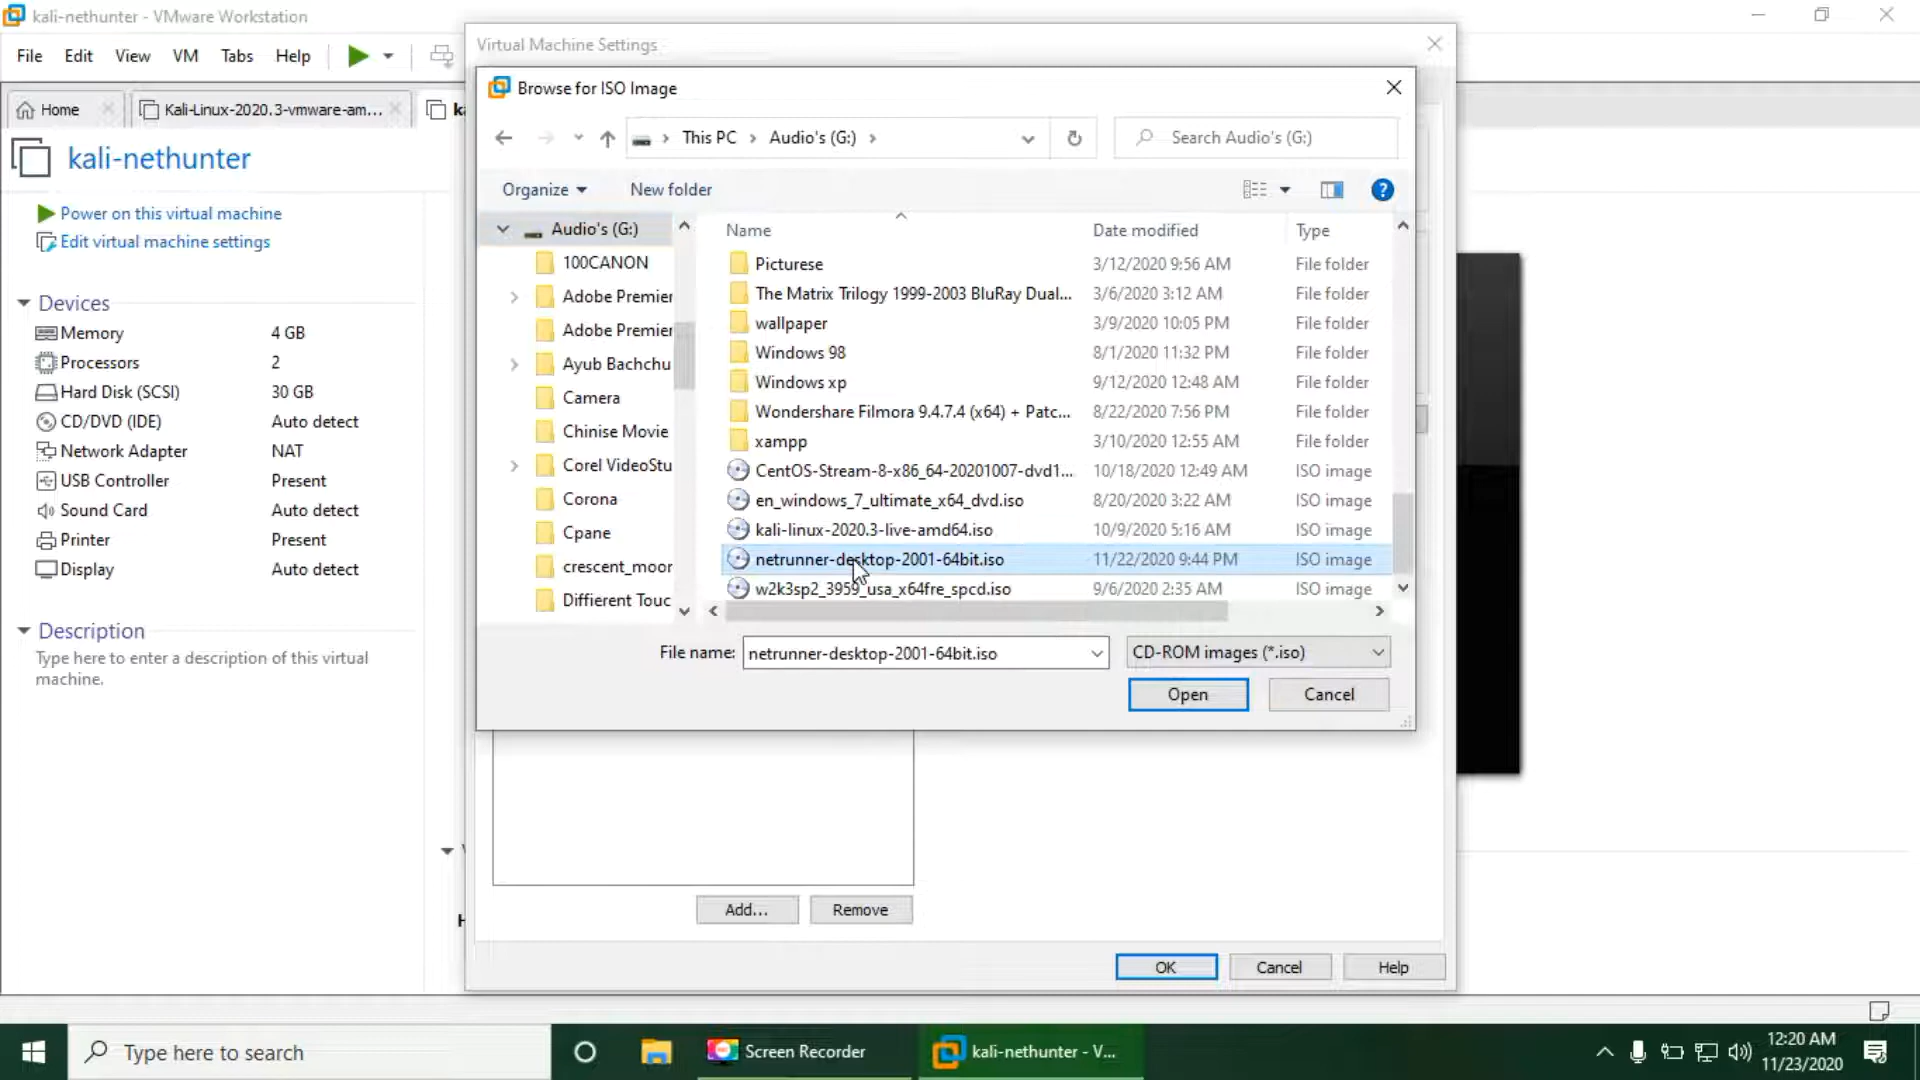 kali-nethunter - VMware Workstation
File Edit View VM Tabs Help
Home
Kali-Linux-2020.3-vmware-am...
kali-nethunter
Power on this virtual machine
Edit virtual machine settings
Devices
Memory 4 GB
Processors 2
Hard Disk (SCSI) 30 GB
CD/DVD (IDE) Auto detect
Network Adapter NAT
USB Controller Present
Sound Card Auto detect
Printer Present
Display Auto detect
Description
Type here to enter a description of this virtual
machine.
Virtual Machine Settings
Browse for ISO Image
This PC > Audio's (G:) >
Search Audio's (G:)
Organize New folder
Audio's (G:)
100CANON
Adobe Premier
Adobe Premier
Ayub Bachchu
Camera
Chinise Movie
Corel VideoStu
Corona
Cpane
crescent_moor
Diffierent Touc
Name Date modified Type
Picturese 3/12/2020 9:56 AM File folder
The Matrix Trilogy 1999-2003 BluRay Dual... 3/6/2020 3:12 AM File folder
wallpaper 3/9/2020 10:05 PM File folder
Windows 98 8/1/2020 11:32 PM File folder
Windows xp 9/12/2020 12:48 AM File folder
Wondershare Filmora 9.4.7.4 (x64) + Patc... 8/22/2020 7:56 PM File folder
xampp 3/10/2020 12:55 AM File folder
CentOS-Stream-8-x86_64-20201007-dvd1... 10/18/2020 12:49 AM ISO image
en_windows_7_ultimate_x64_dvd.iso 8/20/2020 3:22 AM ISO image
kali-linux-2020.3-live-amd64.iso 10/9/2020 5:16 AM ISO image
netrunner-desktop-2001-64bit.iso 11/22/2020 9:44 PM ISO image
w2k3sp2_3959_usa_x64fre_spcd.iso 9/6/2020 2:35 AM ISO image
File name: netrunner-desktop-2001-64bit.iso CD-ROM images (*.iso)
Open Cancel
Add... Remove
OK Cancel Help
Type here to search
Screen Recorder
kali-nethunter - V...
12:20 AM
11/23/2020